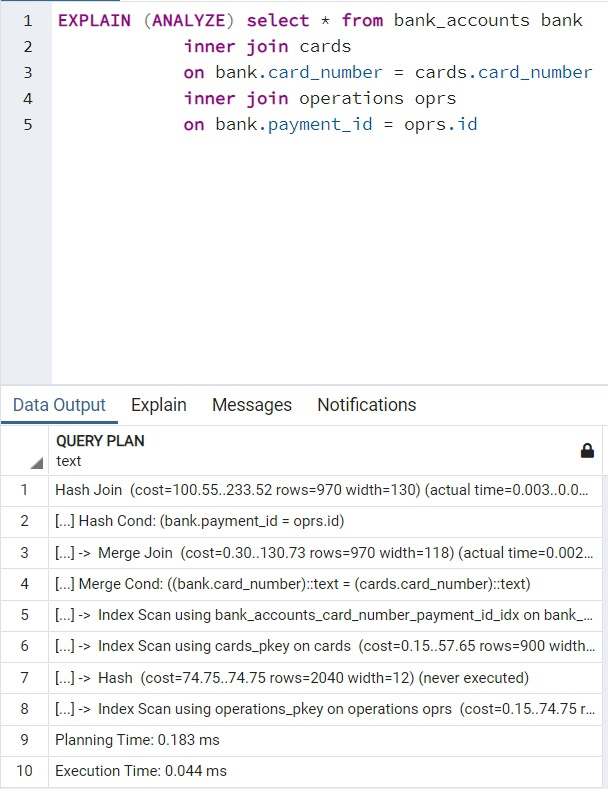 1 EXPLAIN (ANALYZE) select * from bank_accounts bank
2 inner join cards
3 on bank.card_number = cards.card_number
4 inner join operations oprs
5 on bank.payment_id = oprs.id
Data Output Explain Messages Notifications
QUERY PLAN
text
1 Hash Join (cost=100.55..233.52 rows=970 width=130) (actual time=0.003..0.0...
2 [...] Hash Cond: (bank.payment_id = oprs.id)
3 [...] -> Merge Join (cost=0.30..130.73 rows=970 width=118) (actual time=0.002...
4 [...] Merge Cond: ((bank.card_number)::text = (cards.card_number)::text)
5 [...] -> Index Scan using bank_accounts_card_number_payment_id_idx on bank_...
6 [...] -> Index Scan using cards_pkey on cards (cost=0.15..57.65 rows=900 width...
7 [...] -> Hash (cost=74.75..74.75 rows=2040 width=12) (never executed)
8 [...] -> Index Scan using operations_pkey on operations oprs (cost=0.15..74.75 r...
9 Planning Time: 0.183 ms
10 Execution Time: 0.044 ms